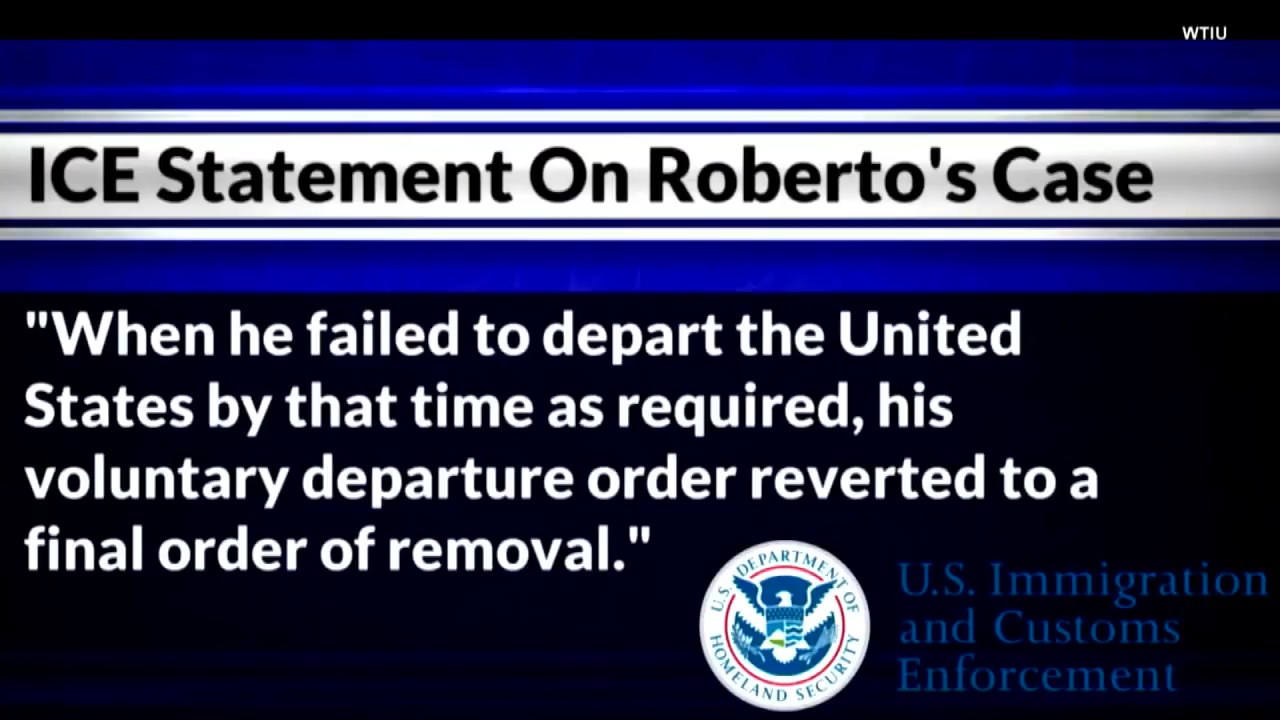 WTIU
ICE Statement On Roberto's Case
"When he failed to depart the United
States by that time as required, his
voluntary departure order reverted to a
final order of removal."
U.S. DEPARTMENT OF
HOMELAND SECURITY
U.S. Immigration
and Customs
Enforcement